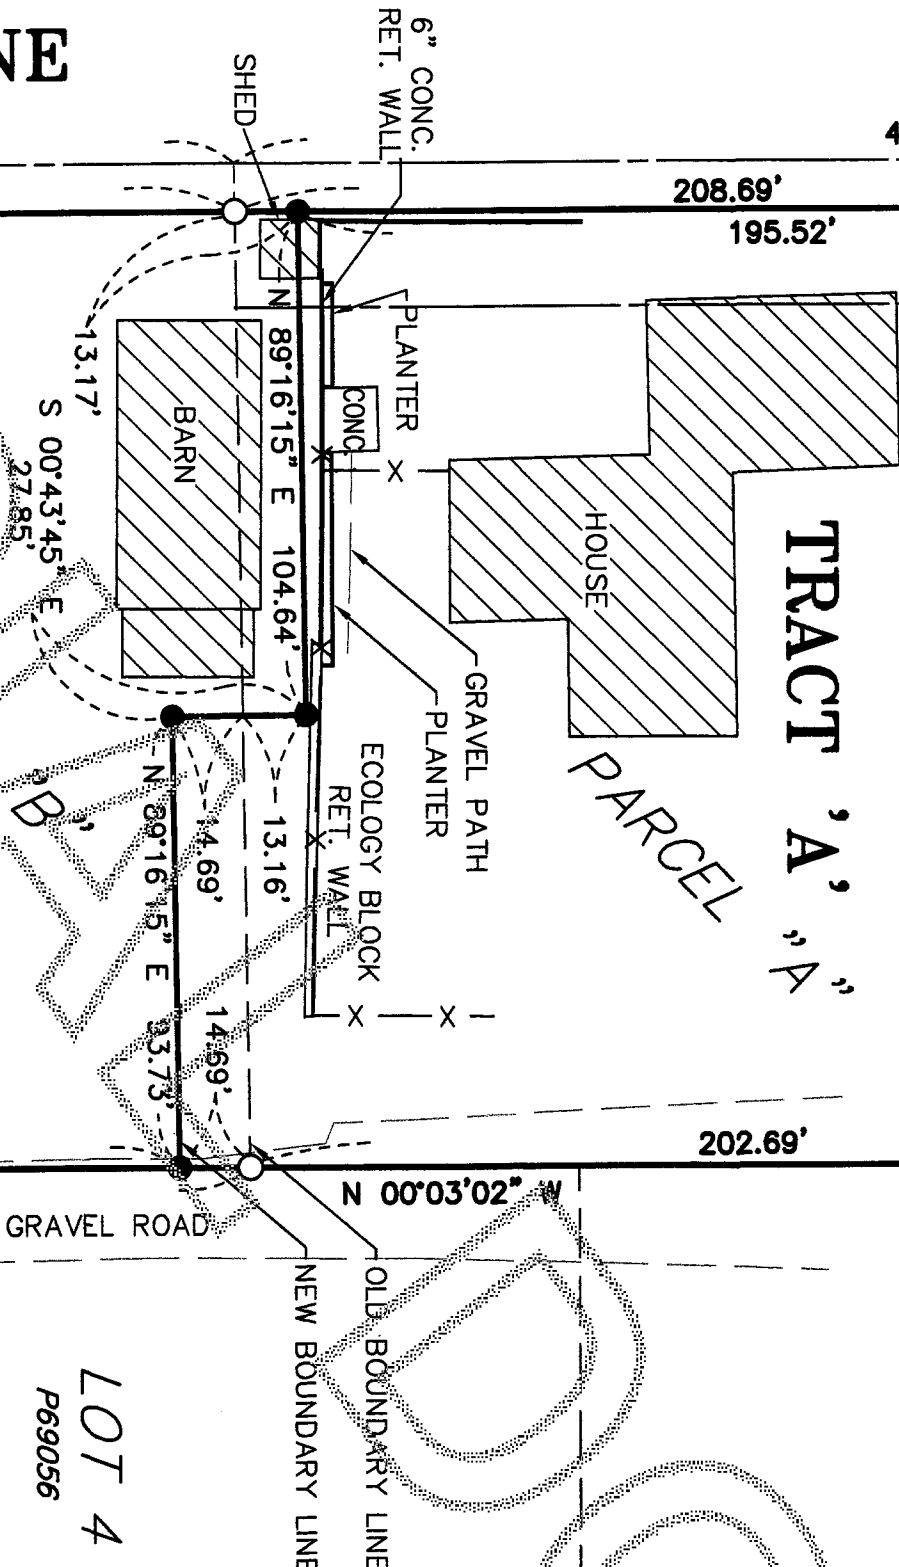 NE
6" CONC.
RET. WALL
SHED
4
208.69'
195.52'
13.17'
PLANTER
N 89°16'15" E 104.64'
BARN
CONC
S 00°43'45" E
27.85'
HOUSE
TRACT 'A'
PARCEL "A"
GRAVEL PATH
PLANTER
ECOLOGY BLOCK
RET. WALL
13.16'
14.69'
"B"
N 89°16'15" E 93.73'
14.69'
202.69'
N 00°03'02" W
GRAVEL ROAD
OLD BOUNDARY LINE
NEW BOUNDARY LINE
LOT 4
P69056